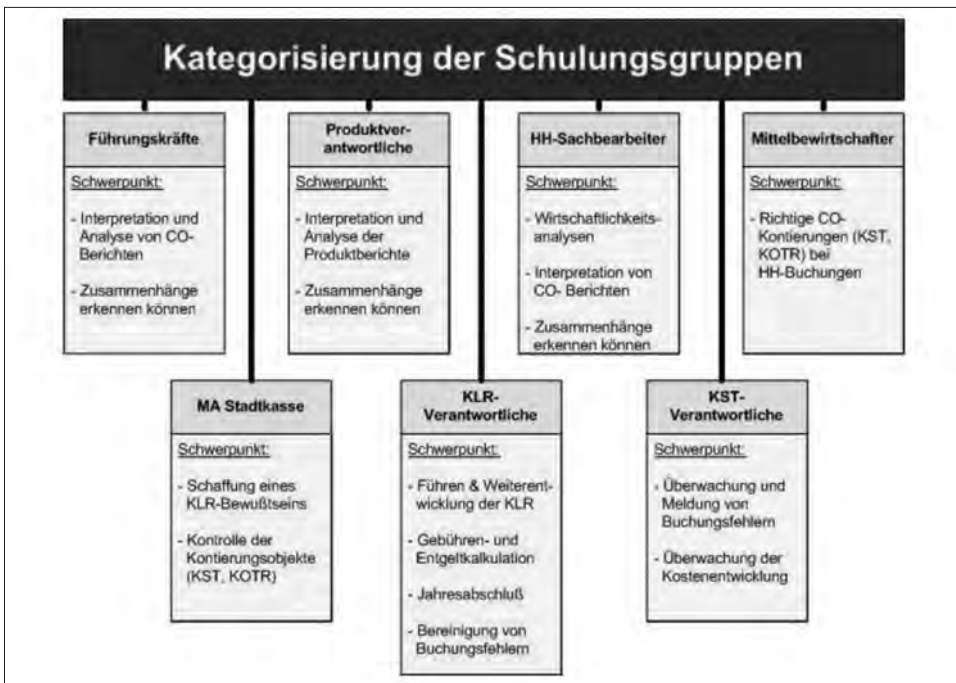 Kategorisierung der Schulungsgruppen
Führungskräfte
Schwerpunkt:
- Interpretation und
Analyse von CO-
Berichten
- Zusammenhänge
erkennen können
Produktver-
antwortliche
Schwerpunkt:
- Interpretation und
Analyse der
Produktberichte
- Zusammenhänge
erkennen können
HH-Sachbearbeiter
Schwerpunkt:
- Wirtschaftlichkeits-
analysen
- Interpretation von
CO- Berichten
- Zusammenhänge
erkennen können
Mittelbewirtschafter
Schwerpunkt:
- Richtige CO-
Kontierungen (KST,
KOTR) bei
HH-Buchungen
MA Stadtkasse
Schwerpunkt:
- Schaffung eines
KLR-Bewußtseins
- Kontrolle der
Kontierungsobjekte
(KST, KOTR)
KLR-
Verantwortliche
Schwerpunkt:
- Führen & Weiterent-
wicklung der KLR
- Gebühren- und
Entgeltkalkulation
- Jahresabschluß
- Bereinigung von
Buchungsfehlern
KST-
Verantwortliche
Schwerpunkt:
- Überwachung und
Meldung von
Buchungsfehlern
- Überwachung der
Kostenentwicklung